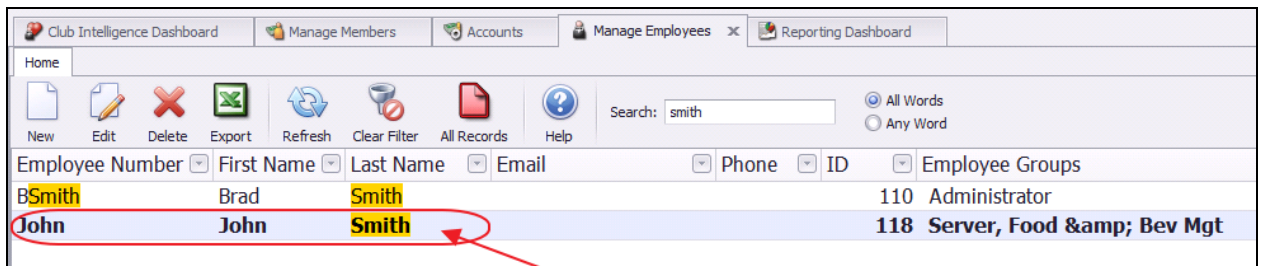 Club Intelligence Dashboard Manage Members Accounts Manage Employees x Reporting Dashboard
Home
New Edit Delete Export Refresh Clear Filter All Records Help Search: smith All Words
Any Word
Employee Number First Name Last Name Email Phone ID Employee Groups
BSmith Brad Smith 110 Administrator
John John Smith 118 Server, Food &amp; Bev Mgt